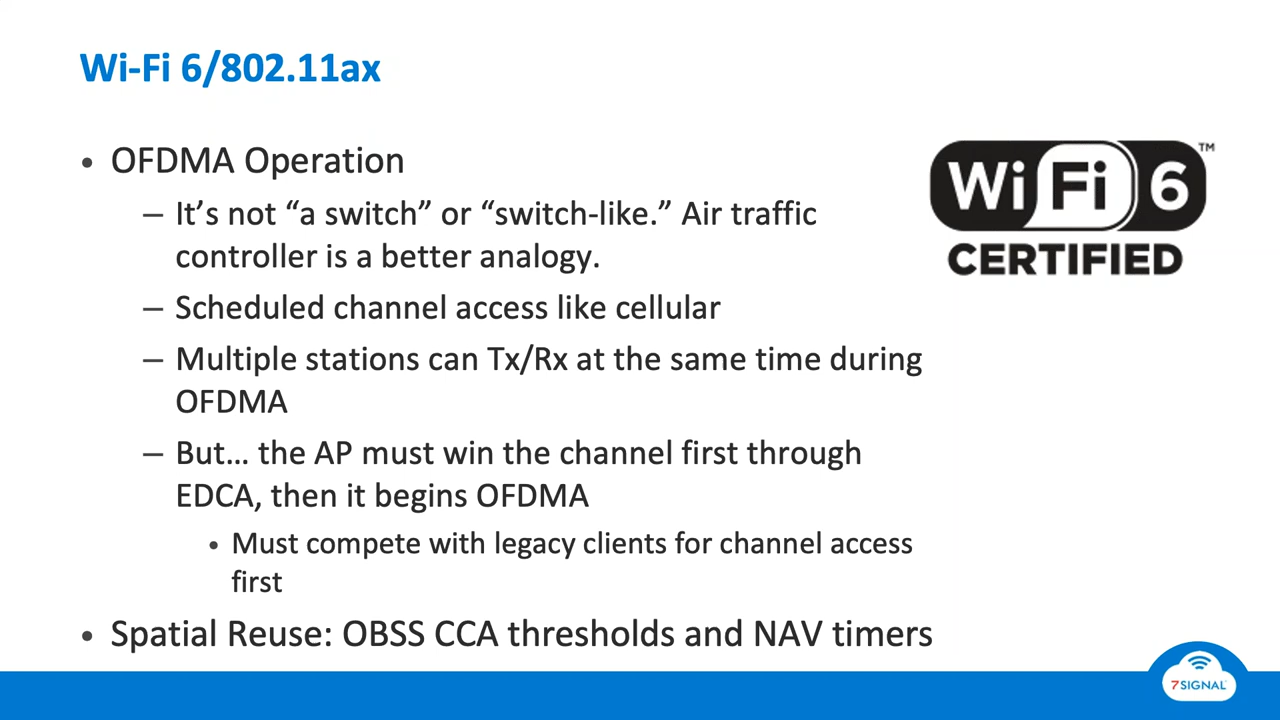 Wi-Fi 6/802.11ax
• OFDMA Operation
– It’s not “a switch” or “switch-like.” Air traffic
controller is a better analogy.
– Scheduled channel access like cellular
– Multiple stations can Tx/Rx at the same time during
OFDMA
– But… the AP must win the channel first through
EDCA, then it begins OFDMA
• Must compete with legacy clients for channel access
first
• Spatial Reuse: OBSS CCA thresholds and NAV timers
Wi Fi 6 ™
CERTIFIED
7SIGNAL